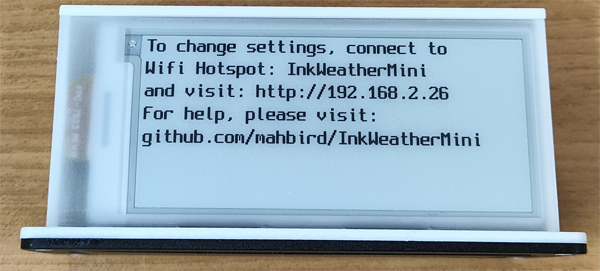 To change settings, connect to
Wifi Hotspot: InkWeatherMini
and visit: http://192.168.2.26
For help, please visit:
github.com/mahbird/InkWeatherMini